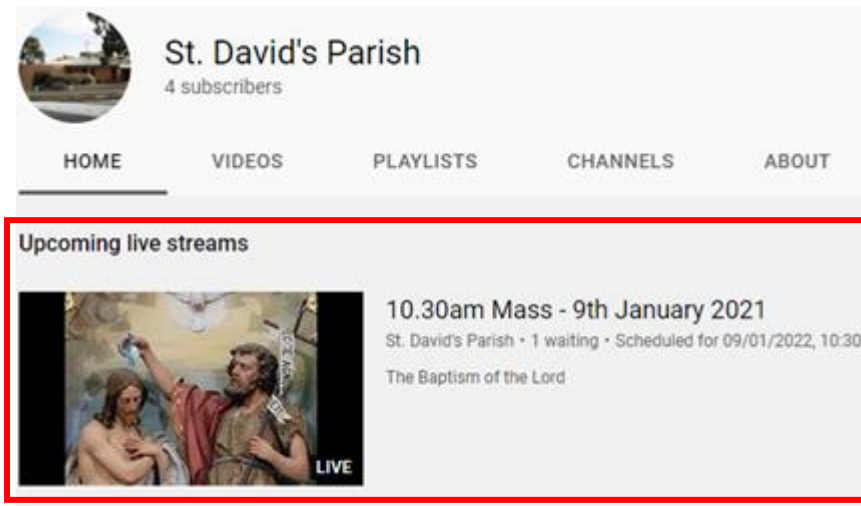 St. David's Parish
4 subscribers
HOME VIDEOS PLAYLISTS CHANNELS ABOUT
Upcoming live streams
10.30am Mass - 9th January 2021
St. David's Parish • 1 waiting • Scheduled for 09/01/2022, 10:30
The Baptism of the Lord
LIVE